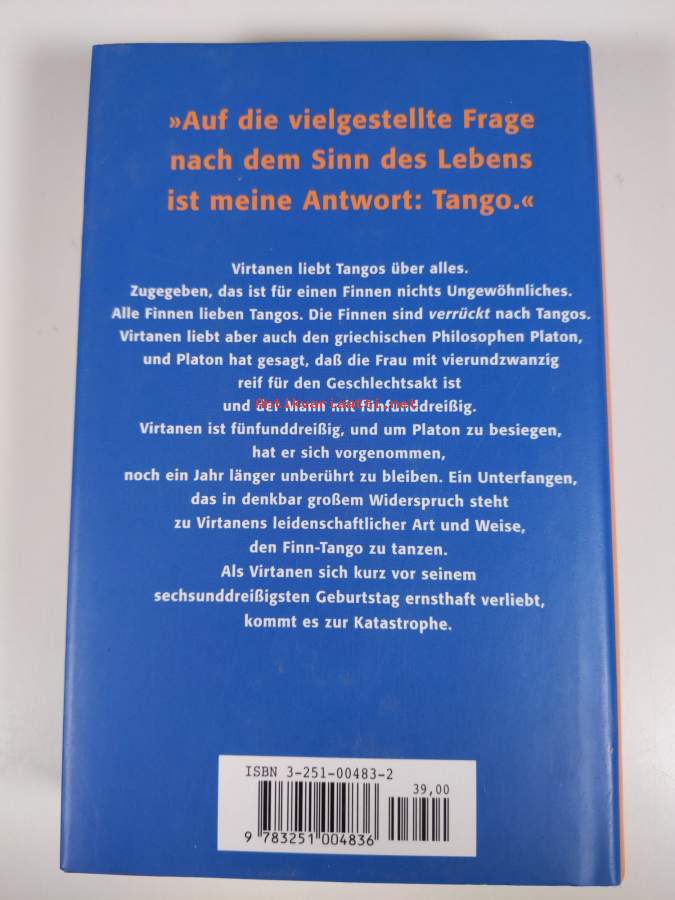 »Auf die vielgestellte Frage
nach dem Sinn des Lebens
ist meine Antwort: Tango.«
Virtanen liebt Tangos über alles.
Zugegeben, das ist für einen Finnen nichts Ungewöhnliches.
Alle Finnen lieben Tangos. Die Finnen sind verrückt nach Tangos.
Virtanen liebt aber auch den griechischen Philosophen Platon,
und Platon hat gesagt, daß die Frau mit vierundzwanzig
reif für den Geschlechtsakt ist
und der Mann mit fünfunddreißig.
Virtanen ist fünfunddreißig, und um Platon zu besiegen,
hat er sich vorgenommen,
noch ein Jahr länger unberührt zu bleiben. Ein Unterfangen,
das in denkbar großem Widerspruch steht
zu Virtanens leidenschaftlicher Art und Weise,
den Finn-Tango zu tanzen.
Als Virtanen sich kurz vor seinem
sechsunddreißigsten Geburtstag ernsthaft verliebt,
kommt es zur Katastrophe.
ISBN 3-251-00483-2
39,00
9 783251 004836